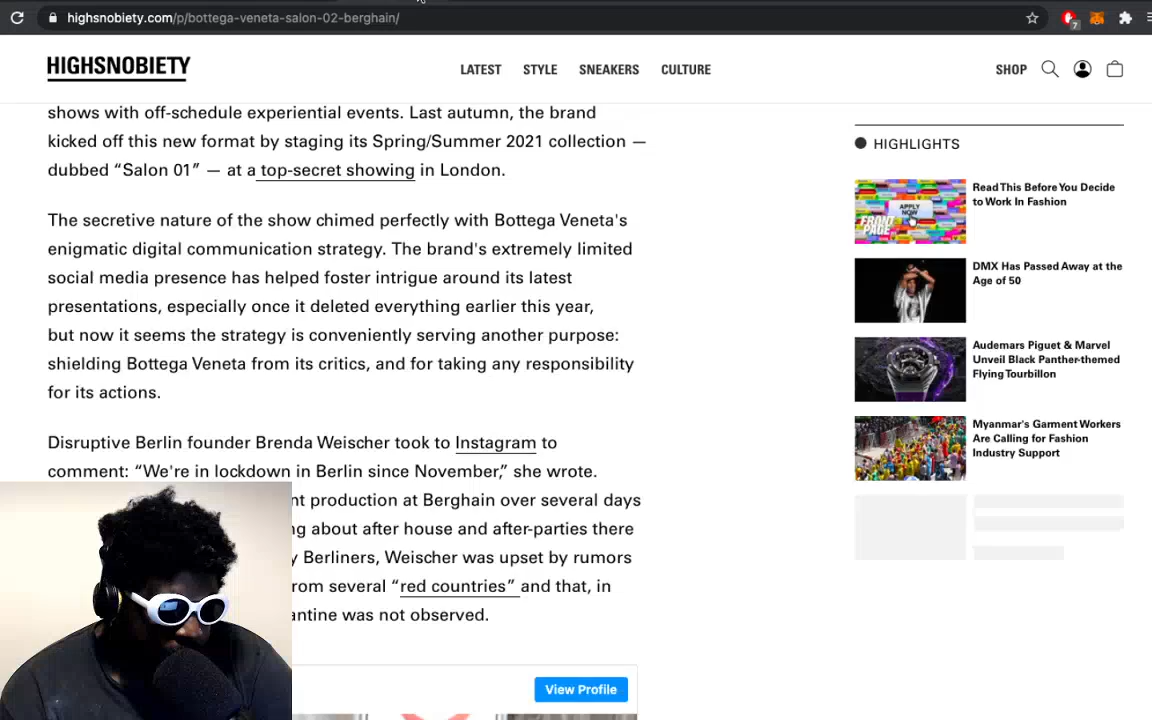 highsnobiety.com/p/bottega-veneta-salon-02-berghain/
7
HIGHSNOBIETY
LATEST STYLE SNEAKERS CULTURE
SHOP
shows with off-schedule experiential events. Last autumn, the brand
kicked off this new format by staging its Spring/Summer 2021 collection —
dubbed “Salon 01” — at a top-secret showing in London.
The secretive nature of the show chimed perfectly with Bottega Veneta's
enigmatic digital communication strategy. The brand's extremely limited
social media presence has helped foster intrigue around its latest
presentations, especially once it deleted everything earlier this year,
but now it seems the strategy is conveniently serving another purpose:
shielding Bottega Veneta from its critics, and for taking any responsibility
for its actions.
Disruptive Berlin founder Brenda Weischer took to Instagram to
comment: “We're in lockdown in Berlin since November,” she wrote.
nt production at Berghain over several days
ng about after house and after-parties there
y Berliners, Weischer was upset by rumors
rom several “red countries” and that, in
antine was not observed.
View Profile
HIGHLIGHTS
APPLY
NOW
FRONT
PAGE
Read This Before You Decide
to Work In Fashion
DMX Has Passed Away at the
Age of 50
Audemars Piguet & Marvel
Unveil Black Panther-themed
Flying Tourbillon
Myanmar's Garment Workers
Are Calling for Fashion
Industry Support